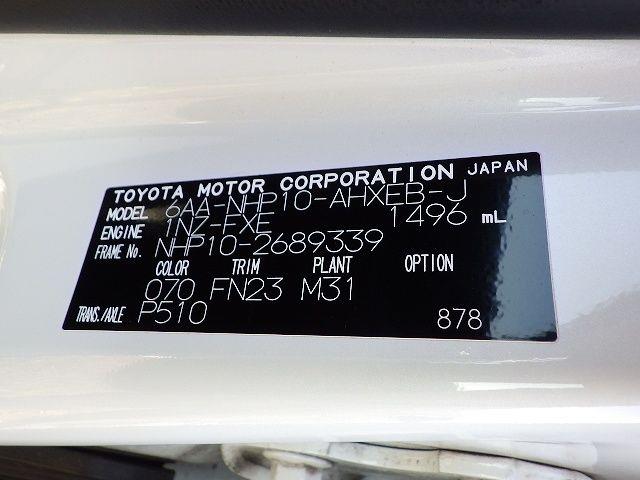 TOYOTA MOTOR CORPORATION JAPAN
MODEL 6AA-NHP10-AHXEB-J
ENGINE 1NZ-FXE 1496 mL
FRAME No. NHP10-2689339
COLOR TRIM PLANT OPTION
070 FN23 M31
TRANS./AXLE P510 878